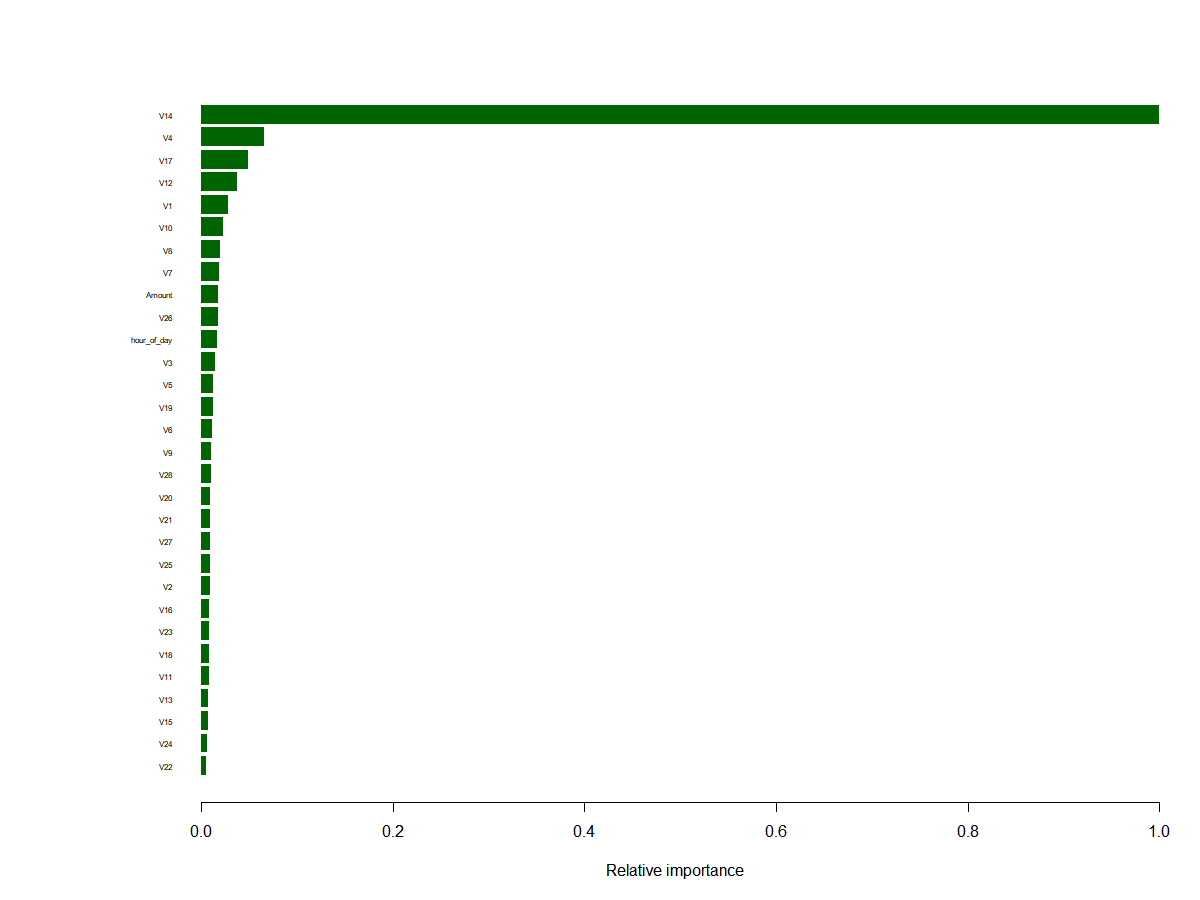 V14
V4
V17
V12
V1
V10
V8
V7
Amount
V26
hour_of_day
V3
V5
V19
V6
V9
V28
V20
V21
V27
V25
V2
V16
V23
V18
V11
V13
V15
V24
V22
0.0 0.2 0.4 0.6 0.8 1.0
Relative importance